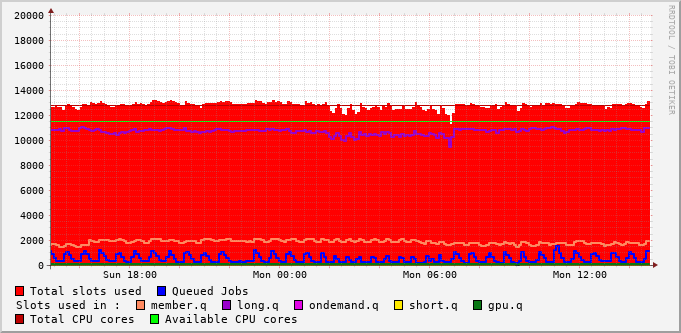 20000
18000
16000
14000
12000
10000
8000
6000
4000
2000
0
Sun 18:00 Mon 00:00 Mon 06:00 Mon 12:00
RRDTOOL / TOBI OETIKER
Total slots used Queued Jobs
Slots used in : member.q long.q ondemand.q short.q gpu.q
Total CPU cores Available CPU cores